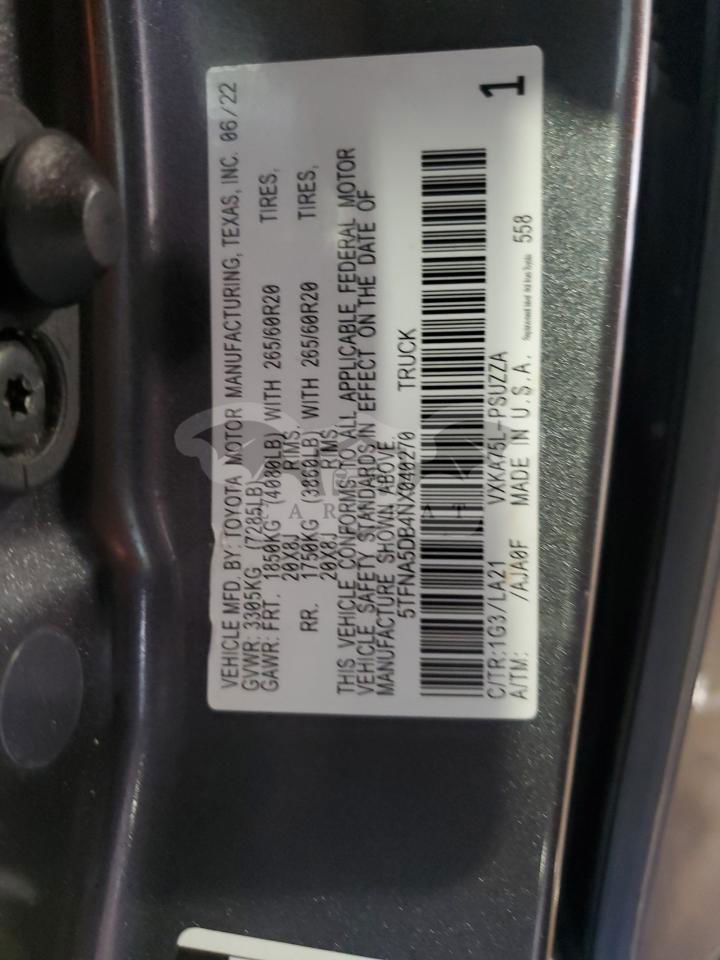 VEHICLE MFD. BY: TOYOTA MOTOR MANUFACTURING, TEXAS, INC. 06/22
GVWR: 3305KG (7285LB)
GAWR: FRT. 1850KG (4080LB) WITH 265/60R20 TIRES,
20X8J RIMS.
RR. 1750KG (3860LB) WITH 265/60R20 TIRES,
20X8J RIMS.
THIS VEHICLE CONFORMS TO ALL APPLICABLE FEDERAL MOTOR
VEHICLE SAFETY STANDARDS IN EFFECT ON THE DATE OF
MANUFACTURE SHOWN ABOVE.
5TFNA5DB4NX040270 TRUCK
C/TR:1G3/LA21 VXKA75L-PSUZZA
A/TM: /AJA0F MADE IN U.S.A. 558
1